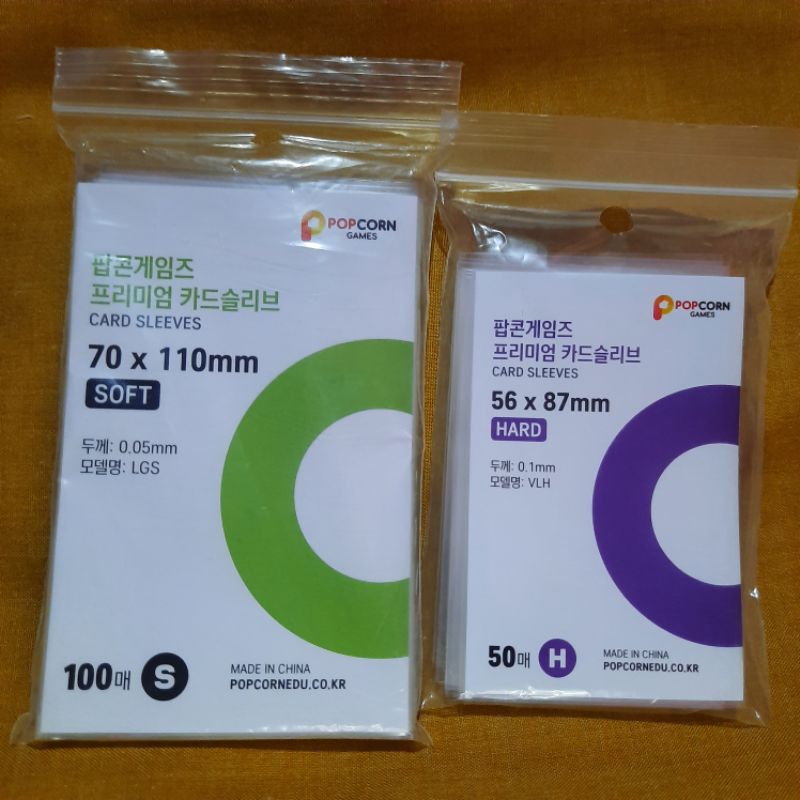 POPCORN
GAMES
팝콘게임즈
프리미엄 카드슬리브
CARD SLEEVES
70 x 110mm
SOFT
두께: 0.05mm
모델명: LGS
100매 S
MADE IN CHINA
POPCORNEDU.CO.KR
POPCORN
GAMES
팝콘게임즈
프리미엄 카드슬리브
CARD SLEEVES
56 x 87mm
HARD
두께: 0.1mm
모델명: VLH
50매 H
MADE IN CHINA
POPCORNEDU.CO.KR